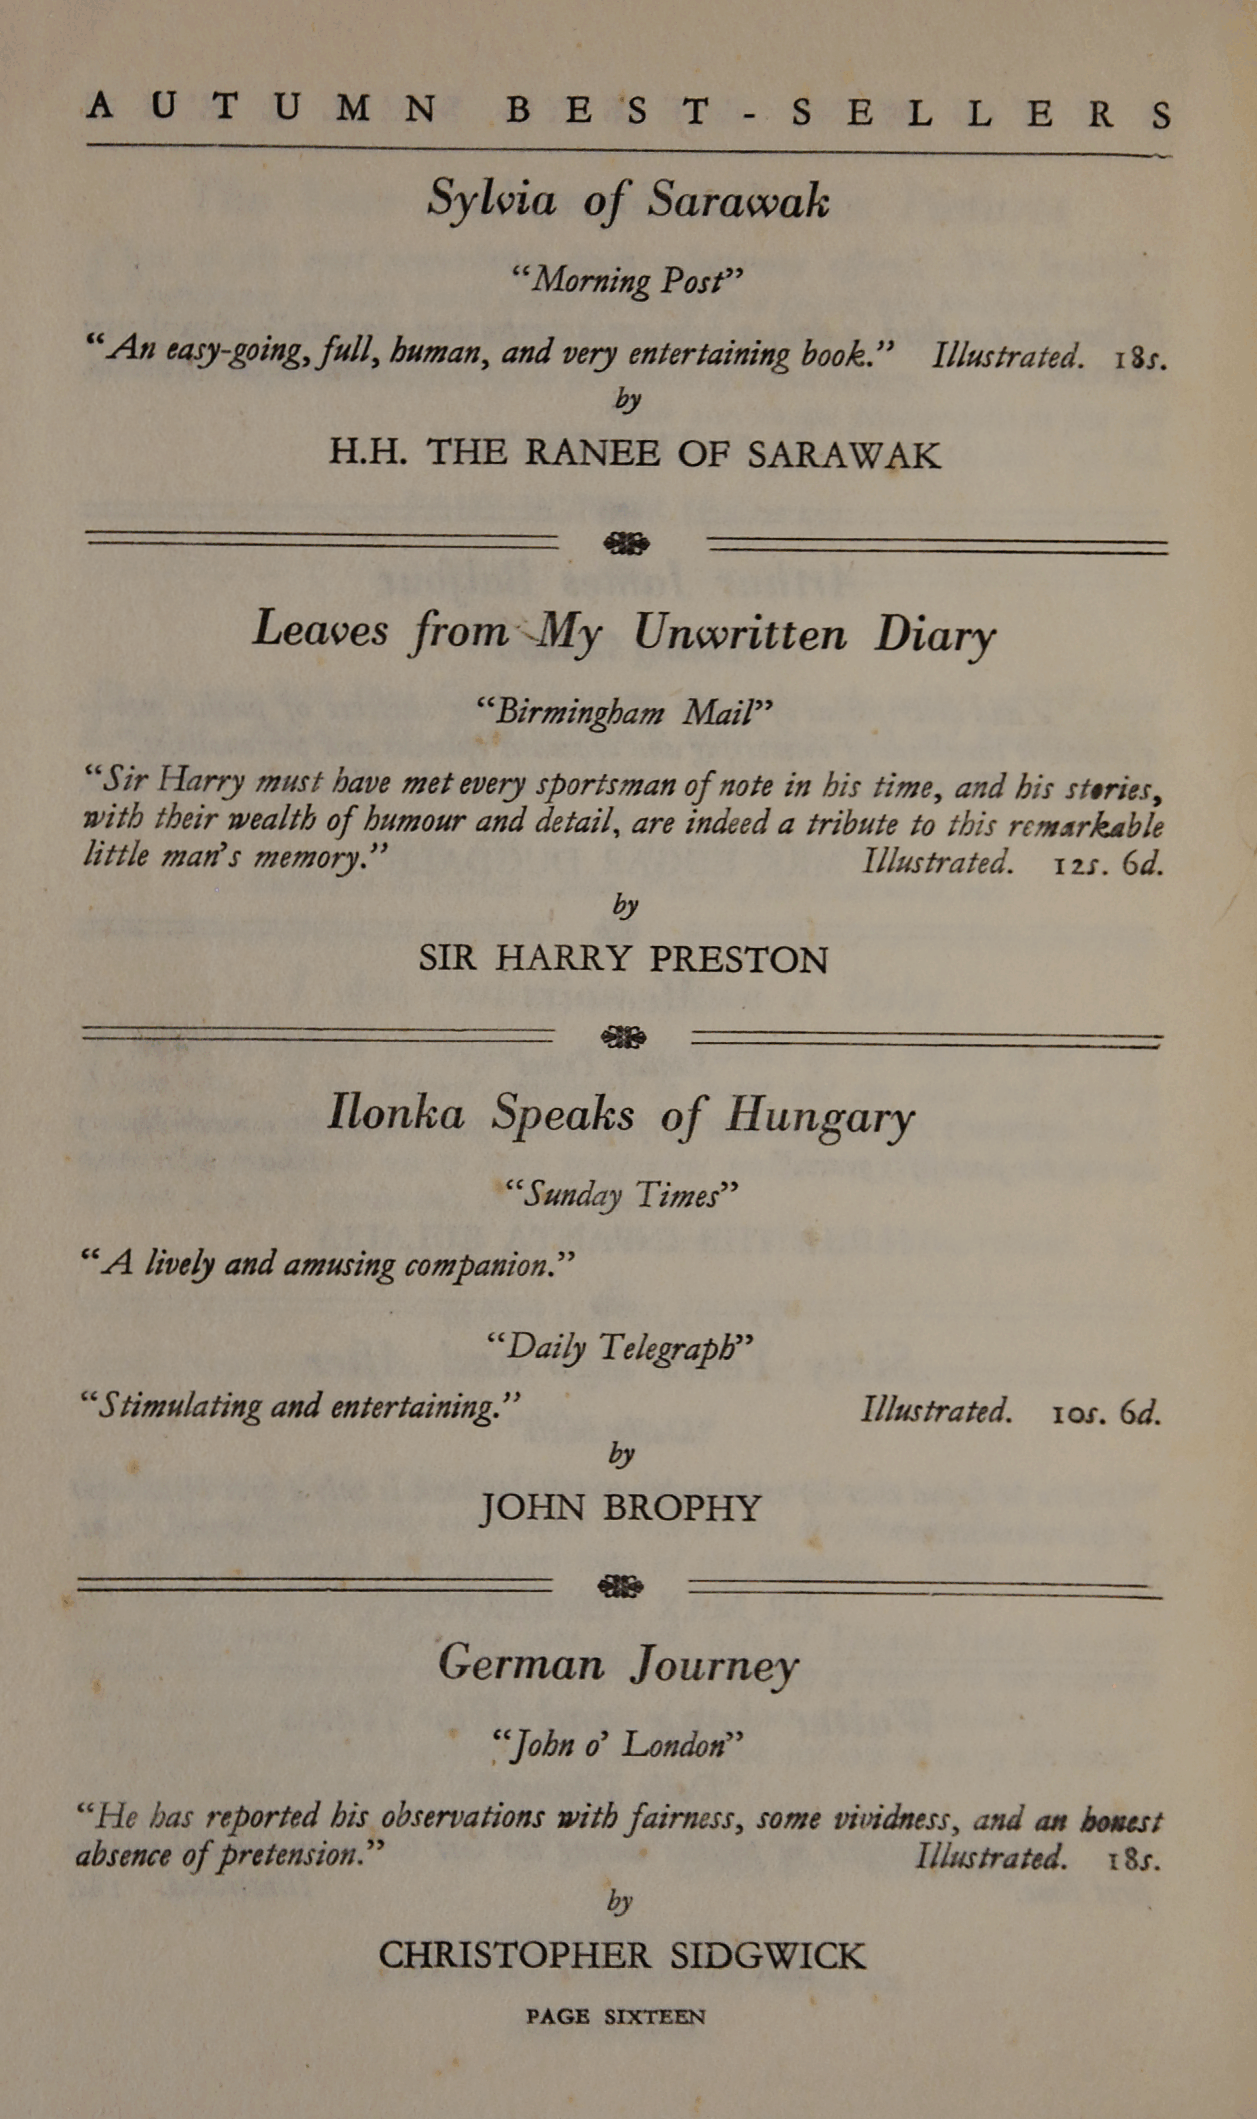 AUTUMN BEST-SELLERS
Sylvia of Sarawak
“Morning Post”
“An easy-going, full, human, and very entertaining book.” Illustrated. 18s.
by
H.H. THE RANEE OF SARAWAK
Leaves from My Unwritten Diary
“Birmingham Mail”
“Sir Harry must have met every sportsman of note in his time, and his stories,
with their wealth of humour and detail, are indeed a tribute to this remarkable
little man’s memory.” Illustrated. 12s. 6d.
by
SIR HARRY PRESTON
Ilonka Speaks of Hungary
“Sunday Times”
“A lively and amusing companion.”
“Daily Telegraph”
“Stimulating and entertaining.” Illustrated. 10s. 6d.
by
JOHN BROPHY
German Journey
“John o’ London”
“He has reported his observations with fairness, some vividness, and an honest
absence of pretension.” Illustrated. 18s.
by
CHRISTOPHER SIDGWICK
PAGE SIXTEEN